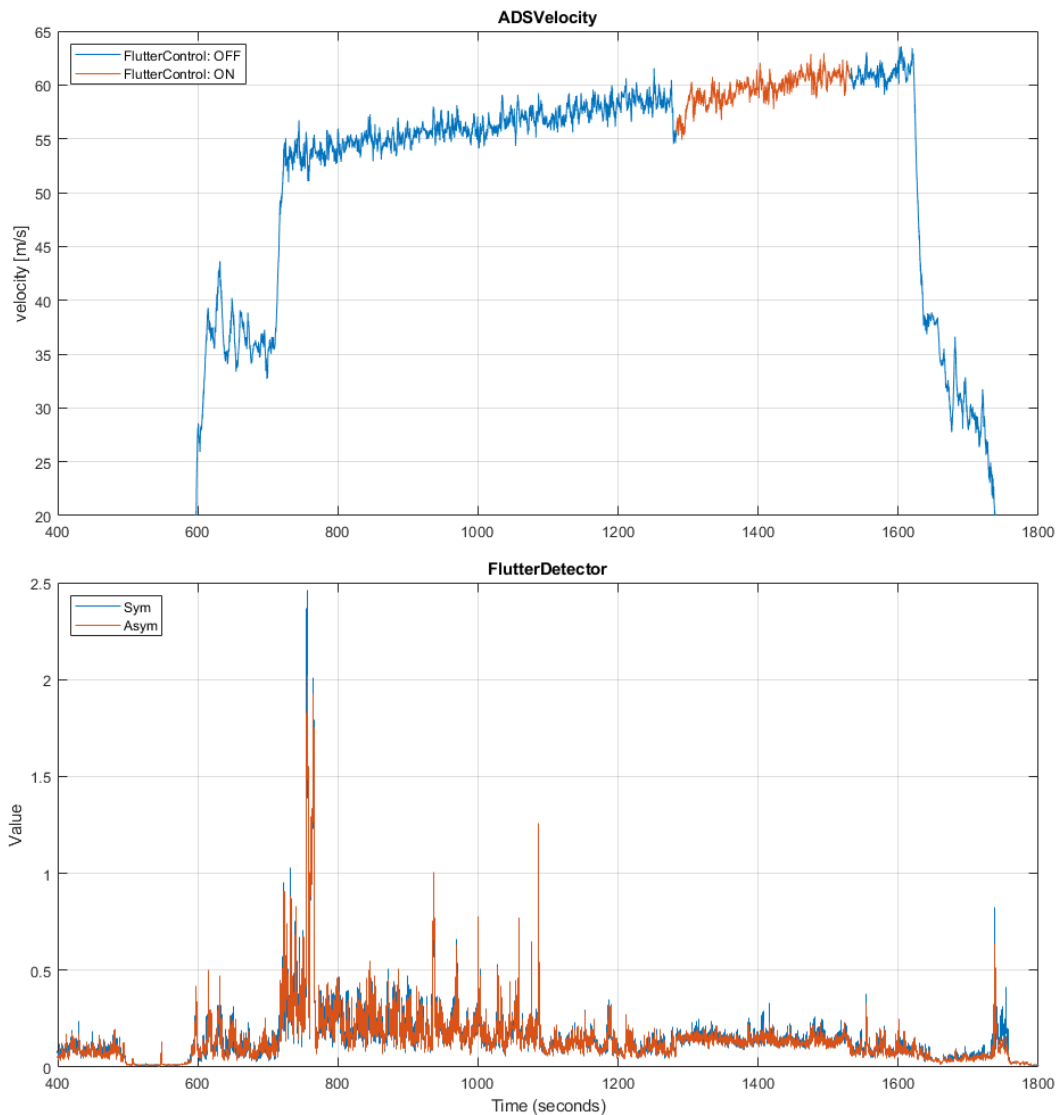 ADSVelocity
FlutterControl: OFF
FlutterControl: ON
65
60
55
50
45
40
35
30
25
20
velocity [m/s]
400 600 800 1000 1200 1400 1600 1800
FlutterDetector
Sym
Asym
2.5
2
1.5
1
0.5
0
Value
400 600 800 1000 1200 1400 1600 1800
Time (seconds)